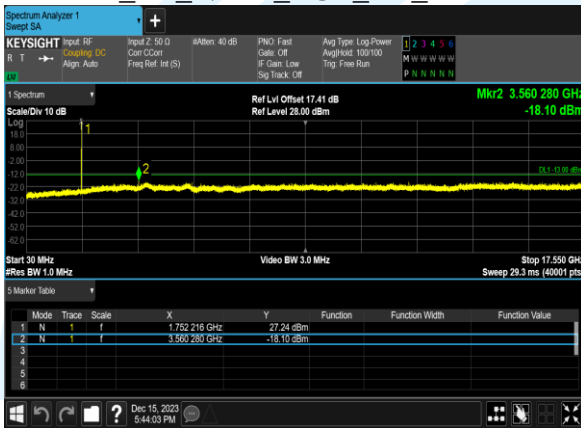 Spectrum Analyzer 1
Swept SA
KEYSIGHT Input: RF Input Z: 50 Ω #Atten: 40 dB PNO: Fast Avg Type: Log-Power 1 2 3 4 5 6
R T Coupling: DC Corr CCorr Gate: Off Avg|Hold: 100/100 M W W W W W
Align: Auto Freq Ref: Int (S) IF Gain: Low Trig: Free Run
LV Sig Track: Off P N N N N N
1 Spectrum Ref Lvl Offset 17.41 dB Mkr2 3.560 280 GHz
Scale/Div 10 dB Ref Level 28.00 dBm -18.10 dBm
Log
18.0
8.00
-2.00
-12.0
-22.0
-32.0
-42.0
-52.0
-62.0
1
2
DL1 -13.00 dBm
Start 30 MHz Video BW 3.0 MHz Stop 17.550 GHz
#Res BW 1.0 MHz Sweep 29.3 ms (40001 pts)
5 Marker Table
Mode Trace Scale X Y Function Function Width Function Value
1 N 1 f 1.752 216 GHz 27.24 dBm
2 N 1 f 3.560 280 GHz -18.10 dBm
3
4
5
6
? Dec 15, 2023
5:44:03 PM